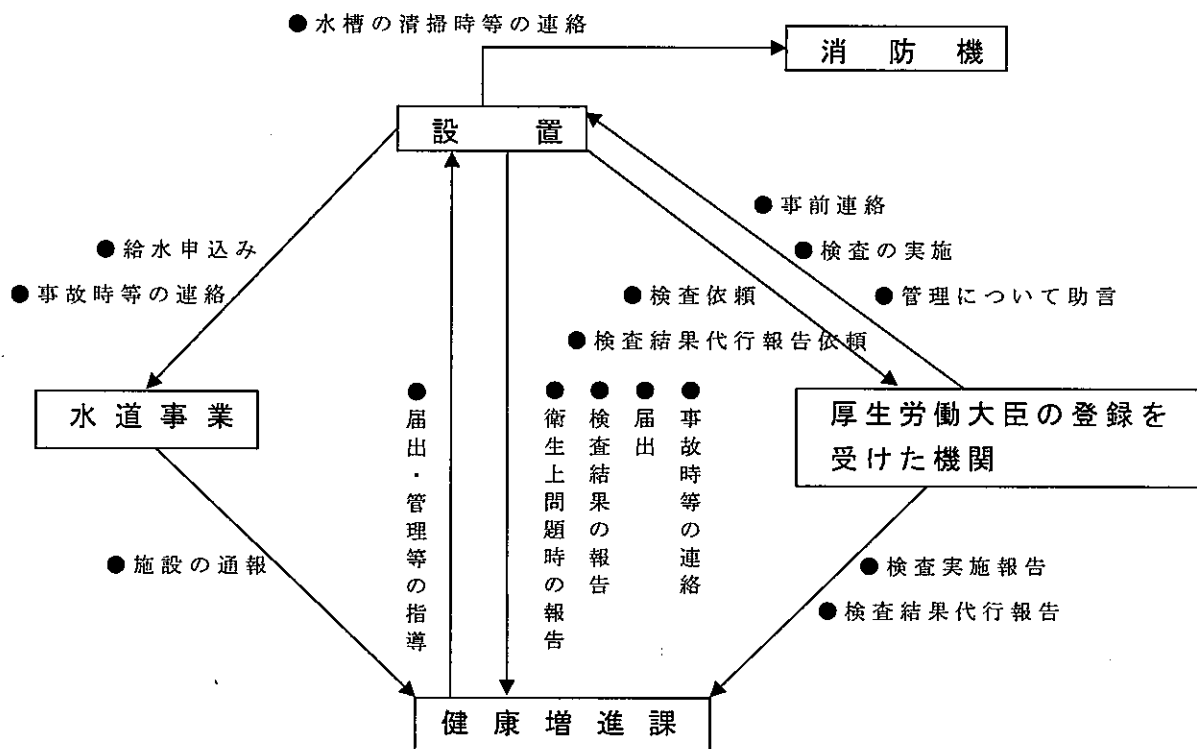 ●水槽の清掃時等の連絡
消防機
設置
●事前連絡
●検査の実施
●管理について助言
●給水申込み
●事故時等の連絡
●検査依頼
●検査結果代行報告依頼
水道事業
厚生労働大臣の登録を
受けた機関
●届出・管理等の指導
●衛生上問題時の報告
●検査結果の報告
●届出
●事故時等の連絡
●施設の通報
●検査実施報告
●検査結果代行報告
健康増進課